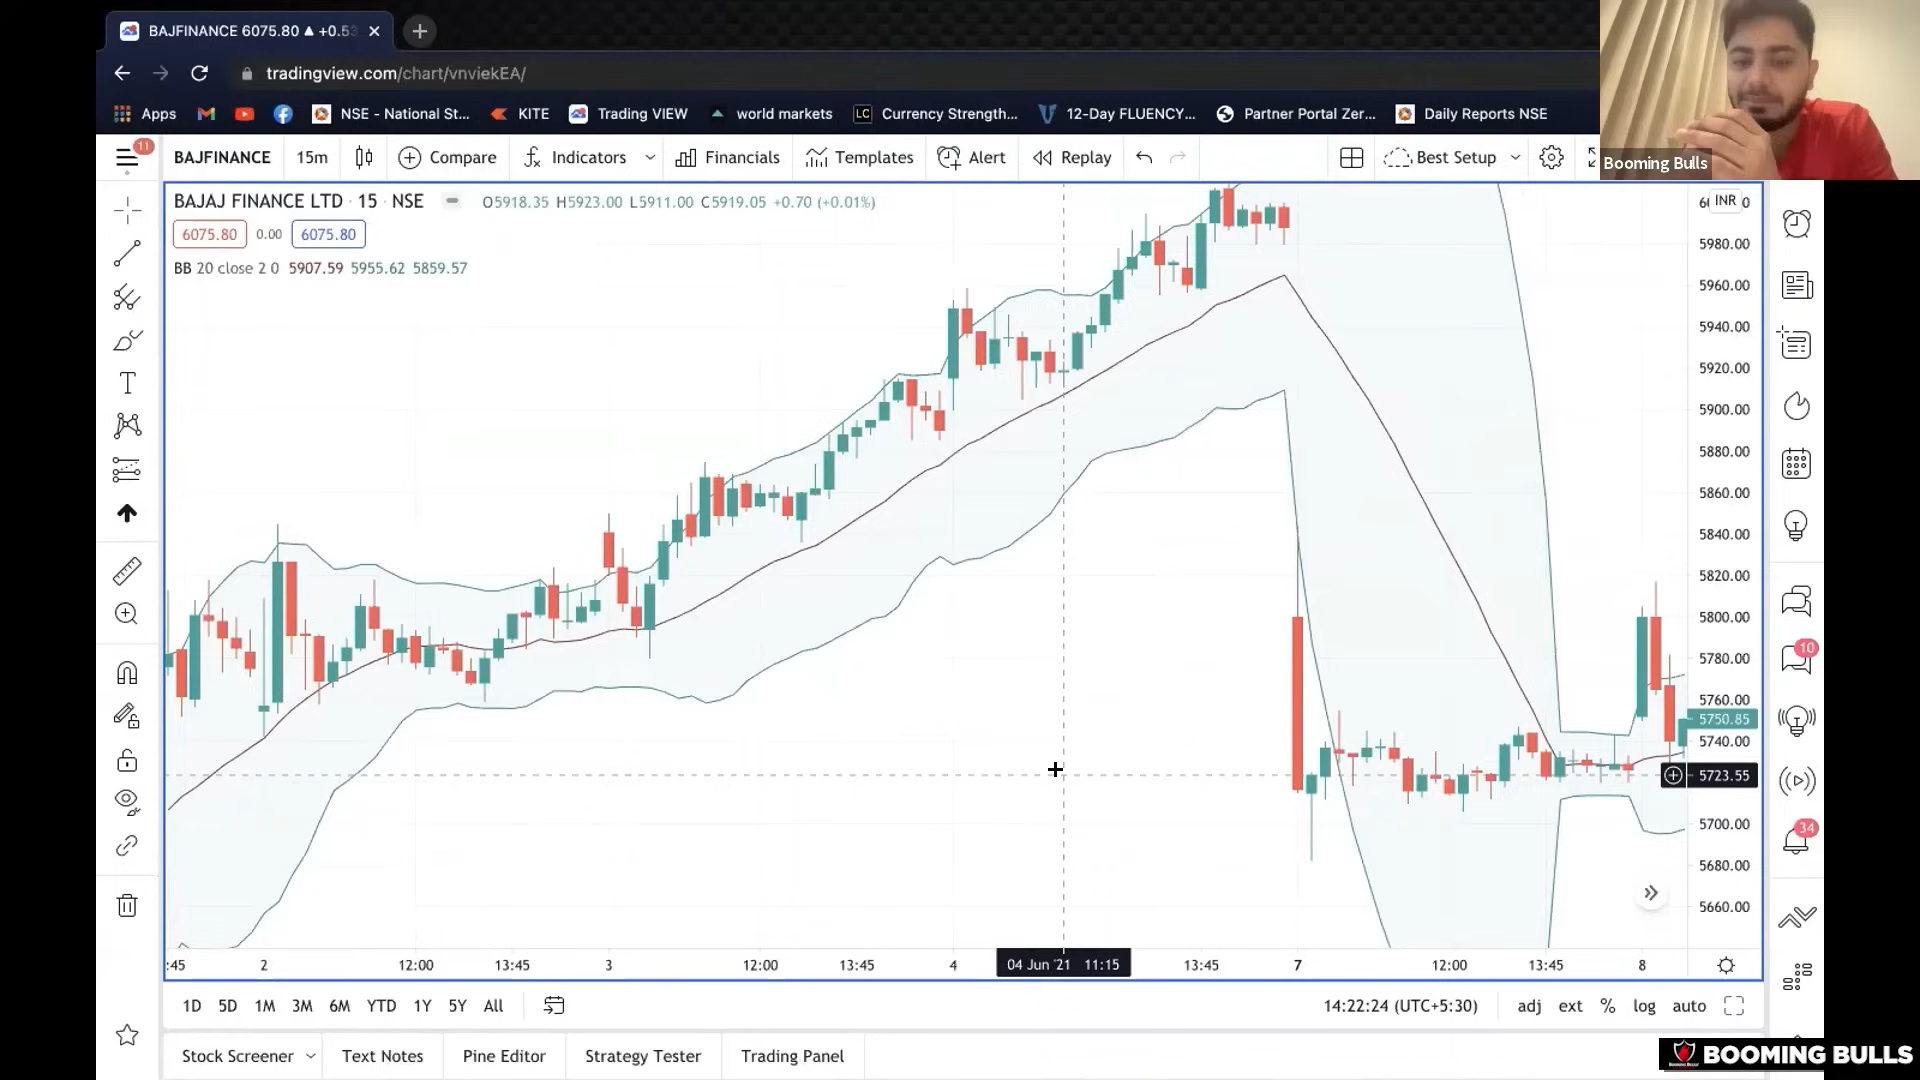 BAJFINANCE 6075.80 ▲ +0.53
tradingview.com/chart/vnviekEA/
Apps NSE - National St... KITE Trading VIEW world markets LC Currency Strength... 12-Day FLUENCY... Partner Portal Zer... Daily Reports NSE
Booming Bulls
11
BAJFINANCE 15m Compare Indicators Financials Templates Alert Replay Best Setup
BAJAJ FINANCE LTD · 15 · NSE O5918.35 H5923.00 L5911.00 C5919.05 +0.70 (+0.01%)
INR
6075.80 0.00 6075.80
BB 20 close 2 0 5907.59 5955.62 5859.57
5980.00
5960.00
5940.00
5920.00
5900.00
5880.00
5860.00
5840.00
5820.00
5800.00
5780.00
5760.00
5750.85
5740.00
5723.55
5700.00
5680.00
5660.00
T
10
34
:45 2 12:00 13:45 3 12:00 13:45 4 04 Jun '21 11:15 13:45 7 12:00 13:45 8
1D 5D 1M 3M 6M YTD 1Y 5Y All 14:22:24 (UTC+5:30) adj ext % log auto
Stock Screener Text Notes Pine Editor Strategy Tester Trading Panel
BOOMING BULLS